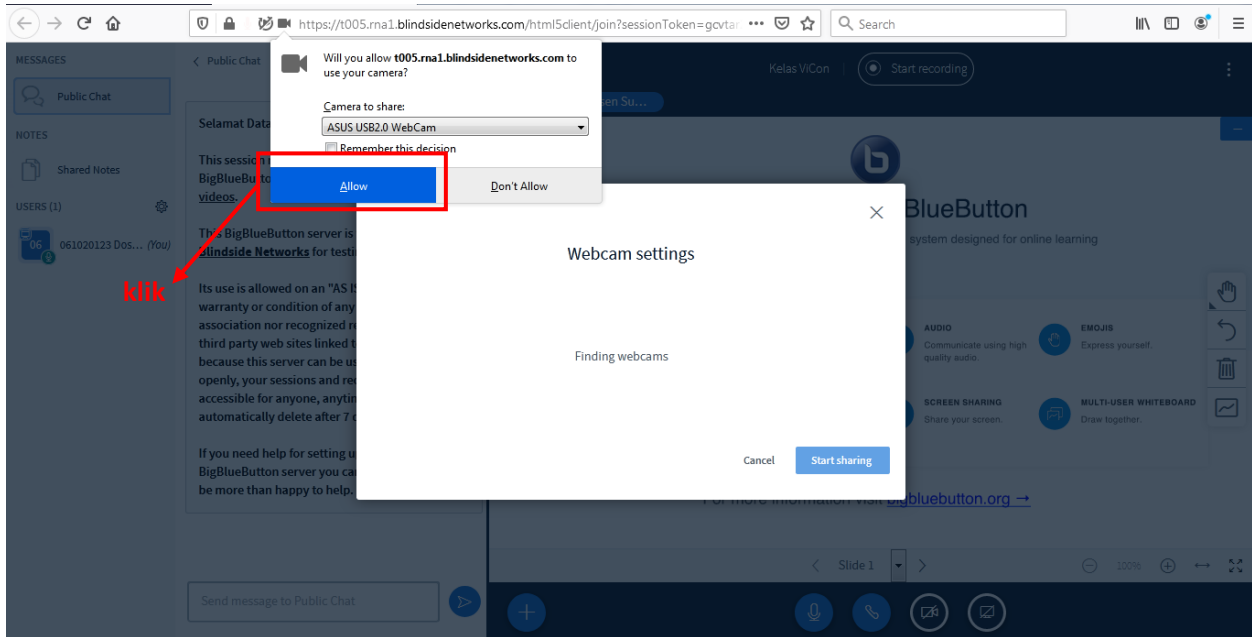 https://t005.rna1.blindsidenetworks.com/html5client/join?sessionToken=gcvtar
Search
MESSAGES
Public Chat
NOTES
Shared Notes
USERS (1)
06
061020123 Dos... (You)
Public Chat
Selamat Data
This session
BigBlueBu
videos.
This BigBlueButton server is
Blindside Networks for testi
Its use is allowed on an "AS IS
warranty or condition of any
association nor recognized re
third party web sites linked t
because this server can be us
openly, your sessions and rec
accessible for anyone, anytim
automatically delete after 7 d
If you need help for setting u
BigBlueButton server you ca
be more than happy to help.
Send message to Public Chat
Will you allow t005.rna1.blindsidenetworks.com to
use your camera?
Camera to share:
ASUS USB2.0 WebCam
Remember this decision
Allow
Don't Allow
klik
Kelas ViCon
Start recording
sen Su...
Webcam settings
Finding webcams
Cancel
Start sharing
BlueButton
system designed for online learning
AUDIO
Communicate using high
quality audio.
EMOJIS
Express yourself.
SCREEN SHARING
Share your screen.
MULTI-USER WHITEBOARD
Draw together.
For more information visit bigbluebutton.org →
Slide 1
100%